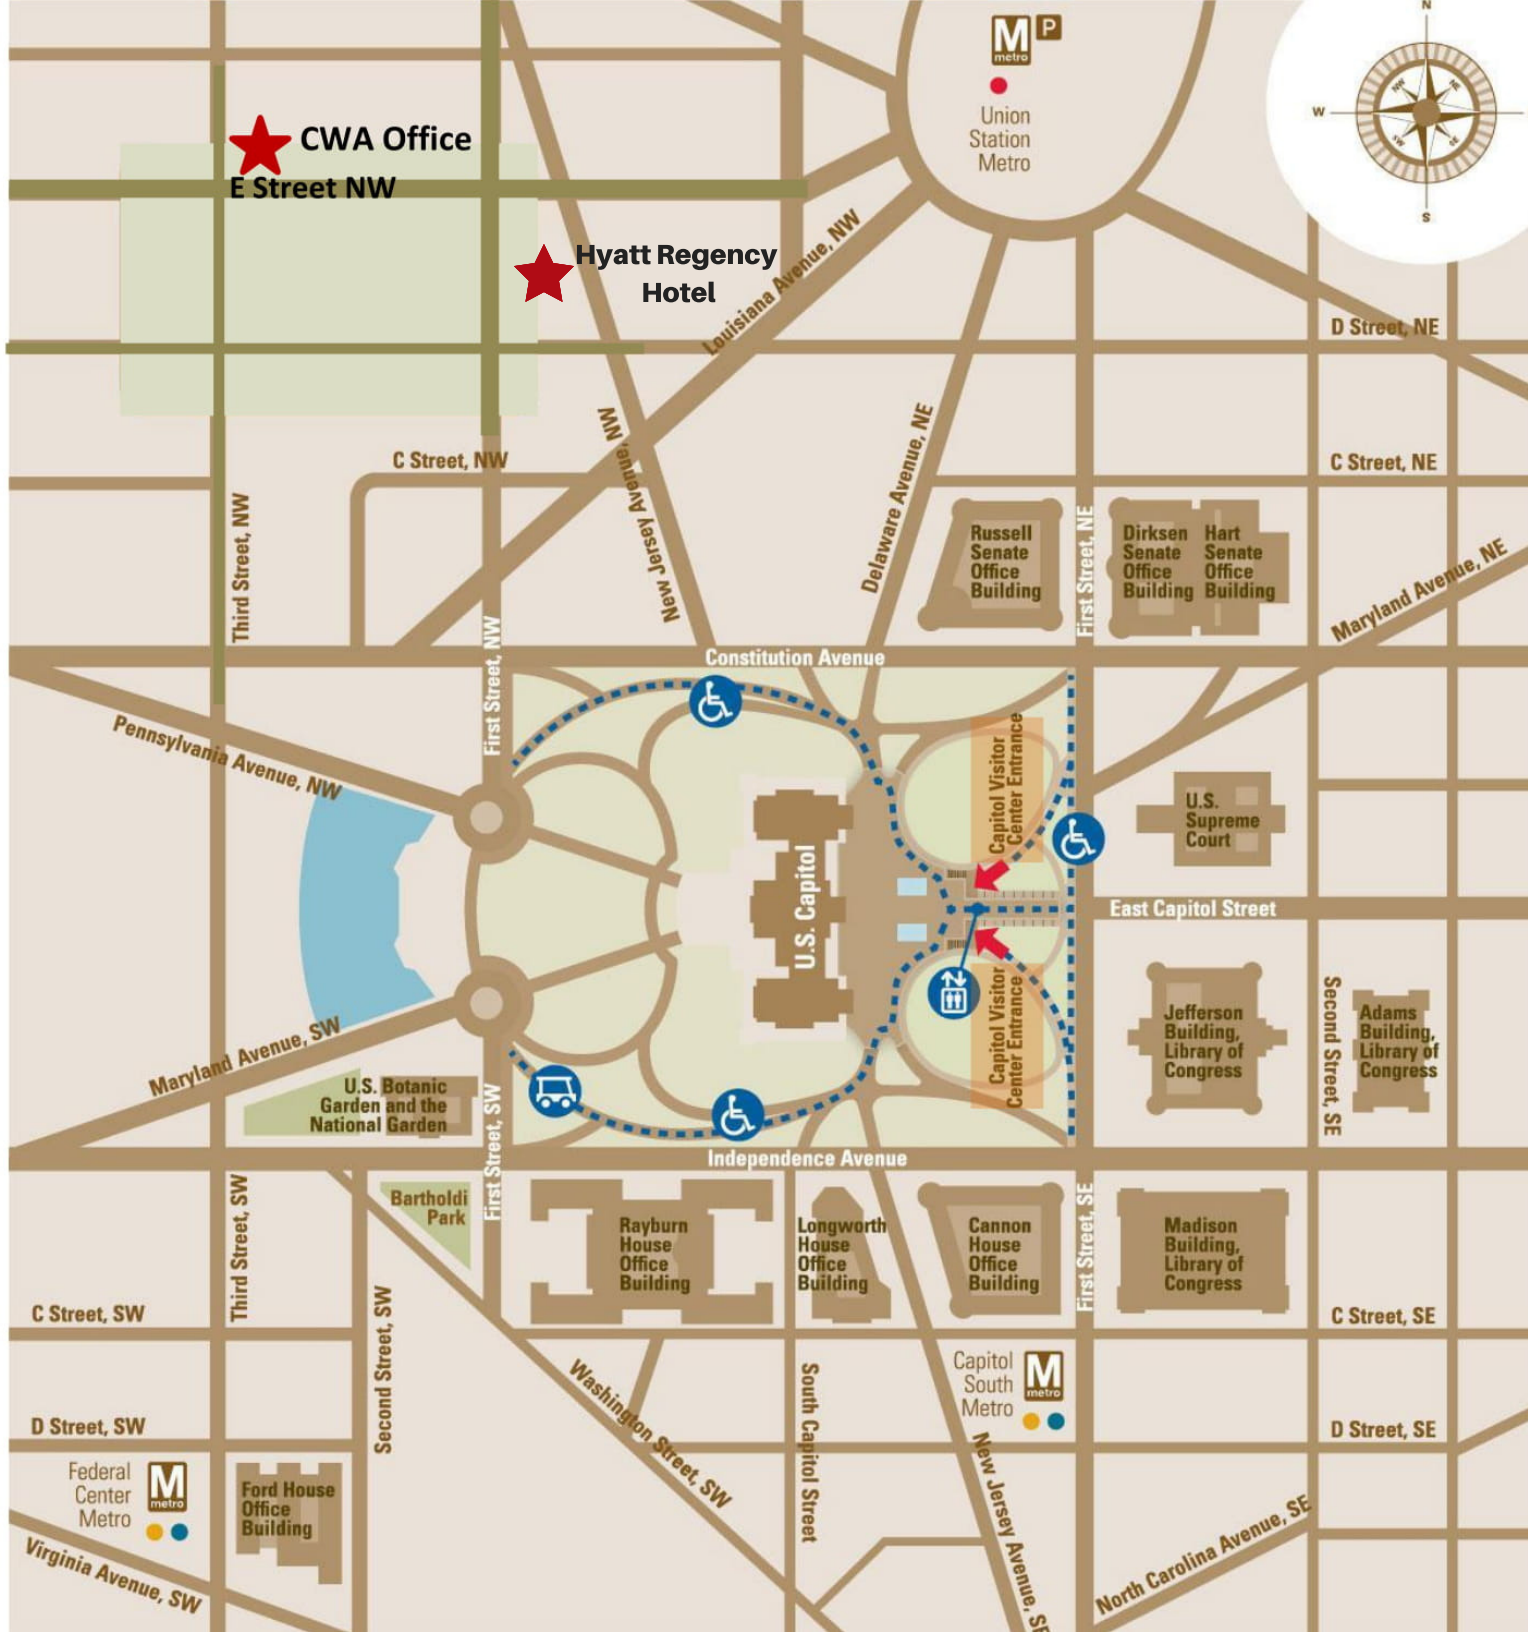 N
W
S
NW
NE
SW
SE
M
metro
P
Union
Station
Metro
CWA Office
E Street NW
Hyatt Regency
Hotel
Louisiana Avenue, NW
D Street, NE
C Street, NW
New Jersey Avenue, NW
Delaware Avenue, NE
C Street, NE
Third Street, NW
Russell
Senate
Office
Building
First Street, NE
Dirksen
Senate
Office
Building
Hart
Senate
Office
Building
Maryland Avenue, NE
Constitution Avenue
First Street, NW
Pennsylvania Avenue, NW
Capitol Visitor
Center Entrance
U.S.
Supreme
Court
U.S. Capitol
East Capitol Street
Capitol Visitor
Center Entrance
Jefferson
Building,
Library of
Congress
Second Street, SE
Adams
Building,
Library of
Congress
Maryland Avenue, SW
U.S. Botanic
Garden and the
National Garden
First Street, SW
Independence Avenue
Third Street, SW
Bartholdi
Park
Rayburn
House
Office
Building
Longworth
House
Office
Building
Cannon
House
Office
Building
First Street, SE
Madison
Building,
Library of
Congress
C Street, SW
Second Street, SW
C Street, SE
Washington Street, SW
South Capitol Street
Capitol
South
Metro
M
metro
D Street, SW
D Street, SE
New Jersey Avenue, SE
Federal
Center
Metro
M
metro
Ford House
Office
Building
Virginia Avenue, SW
North Carolina Avenue, SE